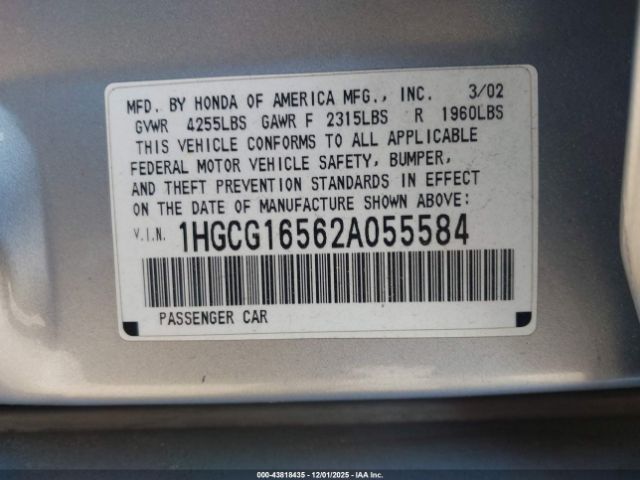 MFD. BY HONDA OF AMERICA MFG., INC. 3/02
GVWR 4255LBS GAWR F 2315LBS R 1960LBS
THIS VEHICLE CONFORMS TO ALL APPLICABLE
FEDERAL MOTOR VEHICLE SAFETY, BUMPER,
AND THEFT PREVENTION STANDARDS IN EFFECT
ON THE DATE OF MANUFACTURE SHOWN ABOVE:
V.I.N. 1HGCG16562A055584
PASSENGER CAR
000-43818435 - 12/01/2025 - IAA Inc.